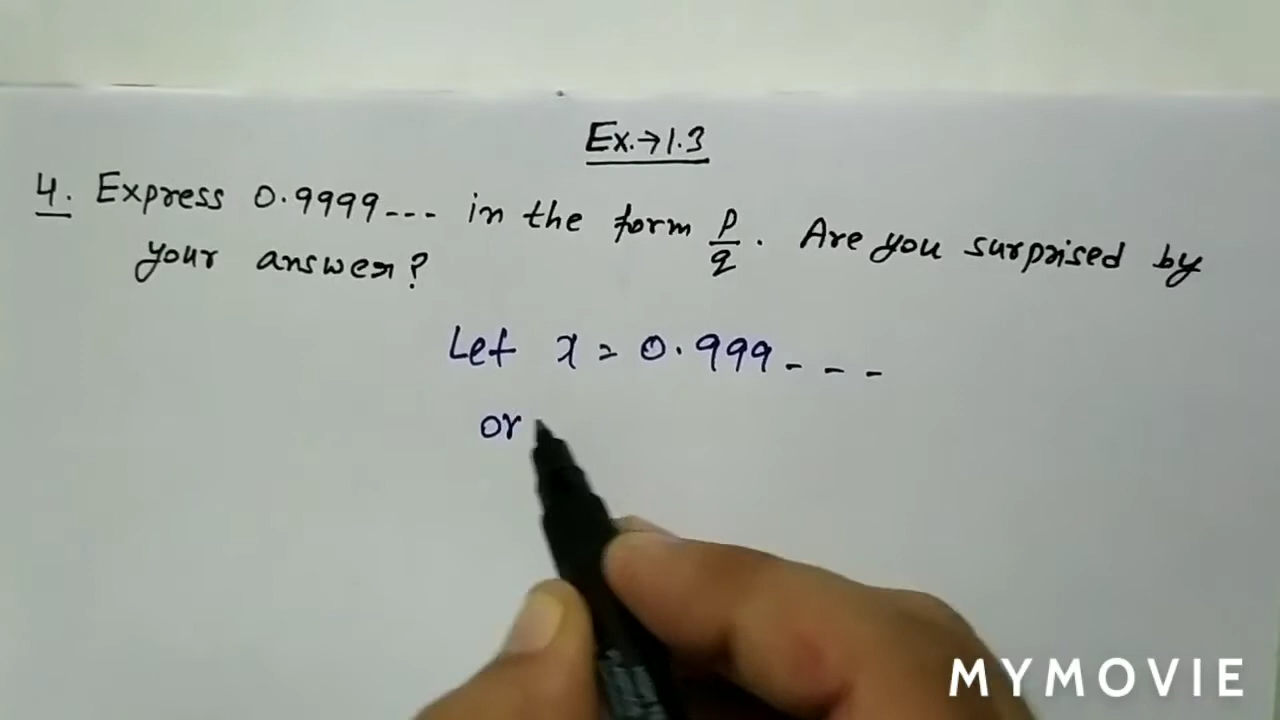 Ex.→1.3
4. Express 0.9999--- in the form p/q. Are you surprised by
your answer?
Let x = 0.999---
or
MYMOVIE